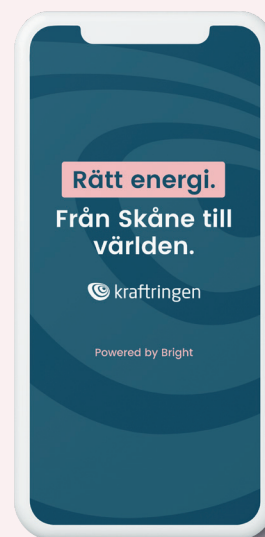 Rätt energi.
Från Skåne till
världen.
kraftringen
Powered by Bright